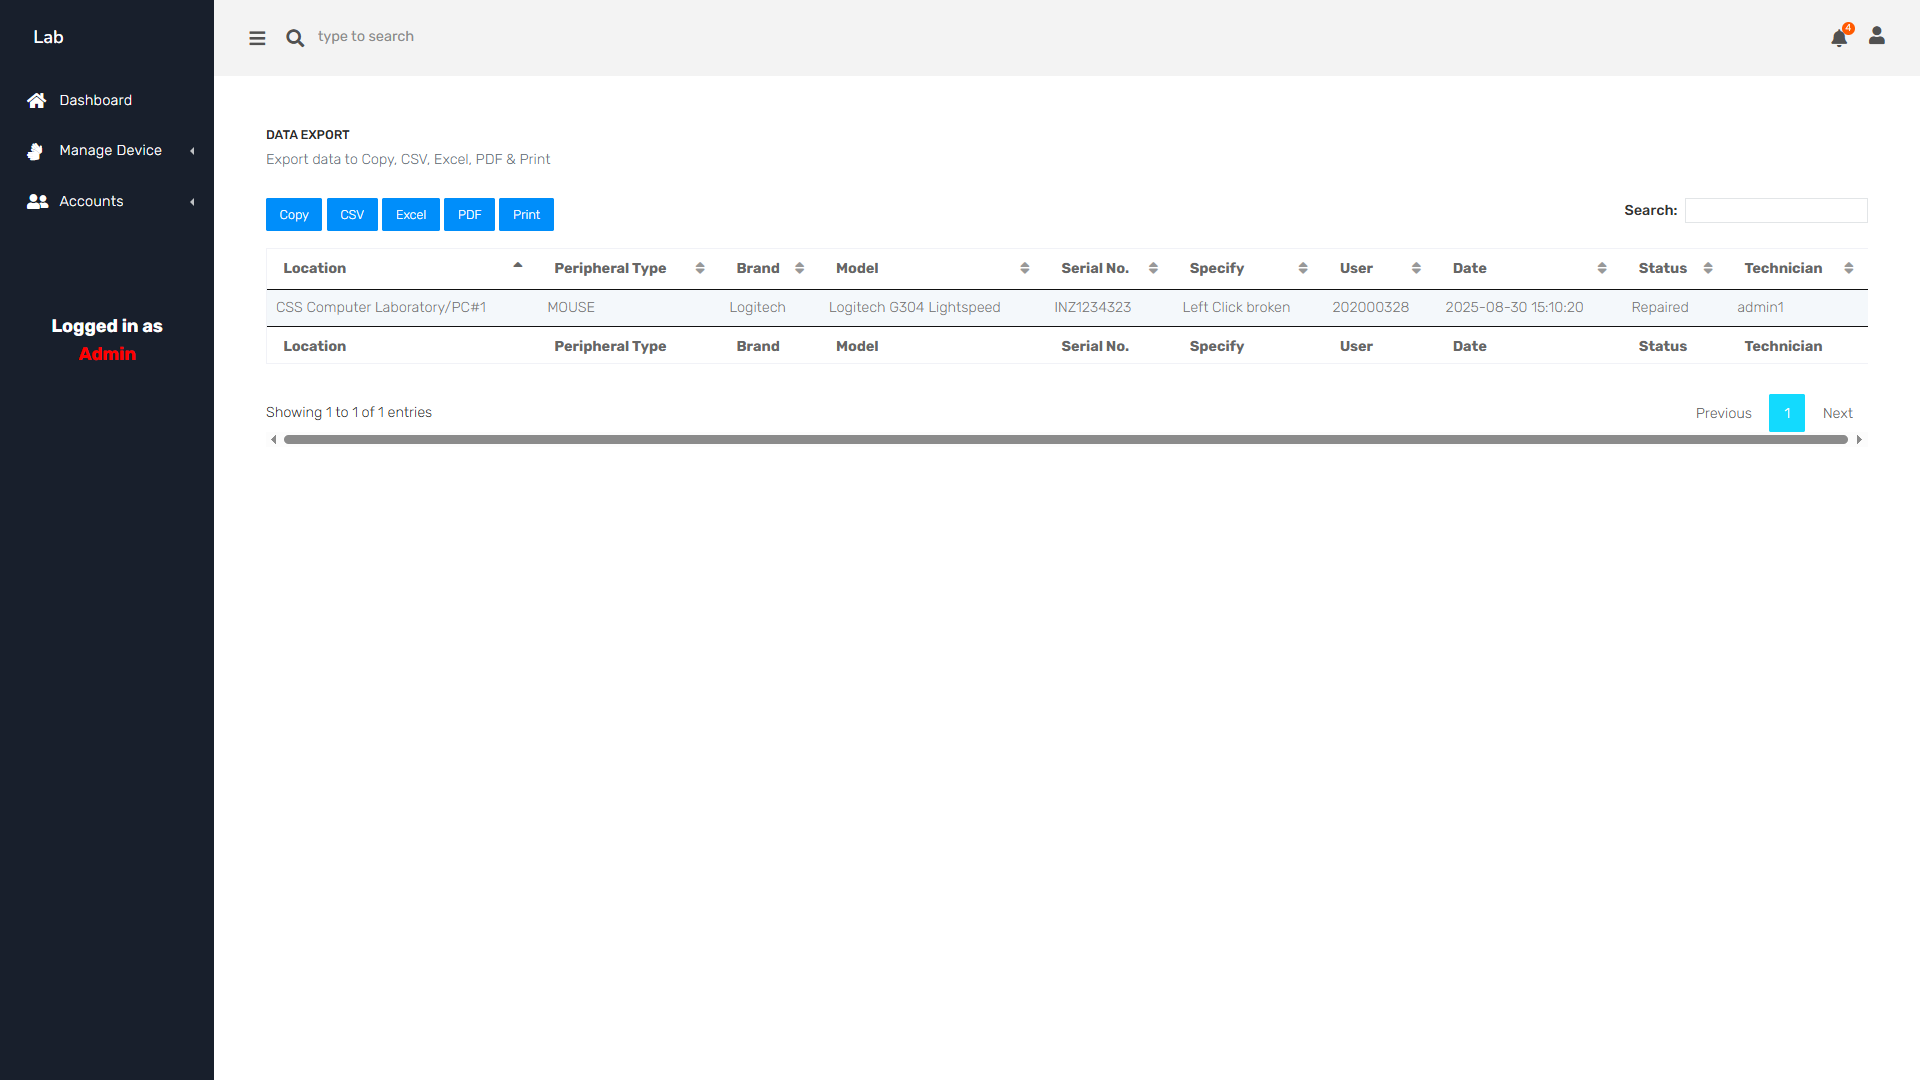 Lab
type to search
4
Dashboard
Manage Device
Accounts
Logged in as
Admin
DATA EXPORT
Export data to Copy, CSV, Excel, PDF & Print
Copy CSV Excel PDF Print
Search:
Location Peripheral Type Brand Model Serial No. Specify User Date Status Technician
CSS Computer Laboratory/PC#1 MOUSE Logitech Logitech G304 Lightspeed INZ1234323 Left Click broken 202000328 2025-08-30 15:10:20 Repaired admin1
Location Peripheral Type Brand Model Serial No. Specify User Date Status Technician
Showing 1 to 1 of 1 entries
Previous 1 Next